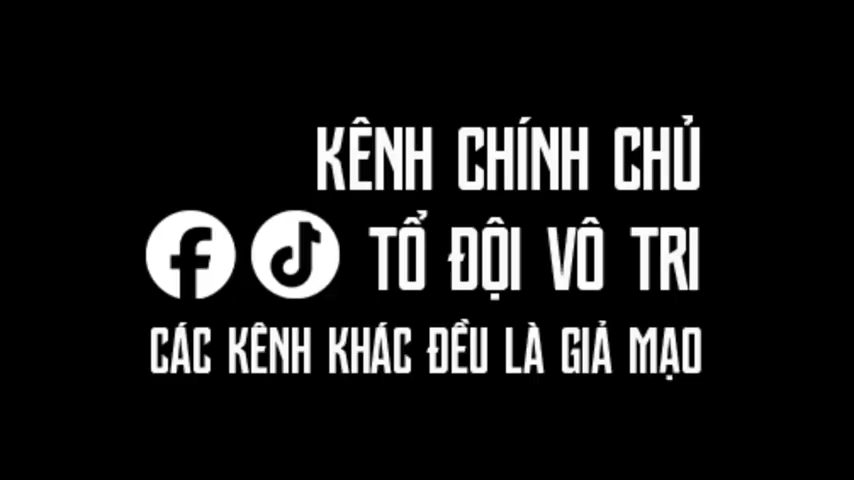 KÊNH CHÍNH CHỦ
TỔ ĐỘI VÔ TRI
CÁC KÊNH KHÁC ĐỀU LÀ GIẢ MẠO